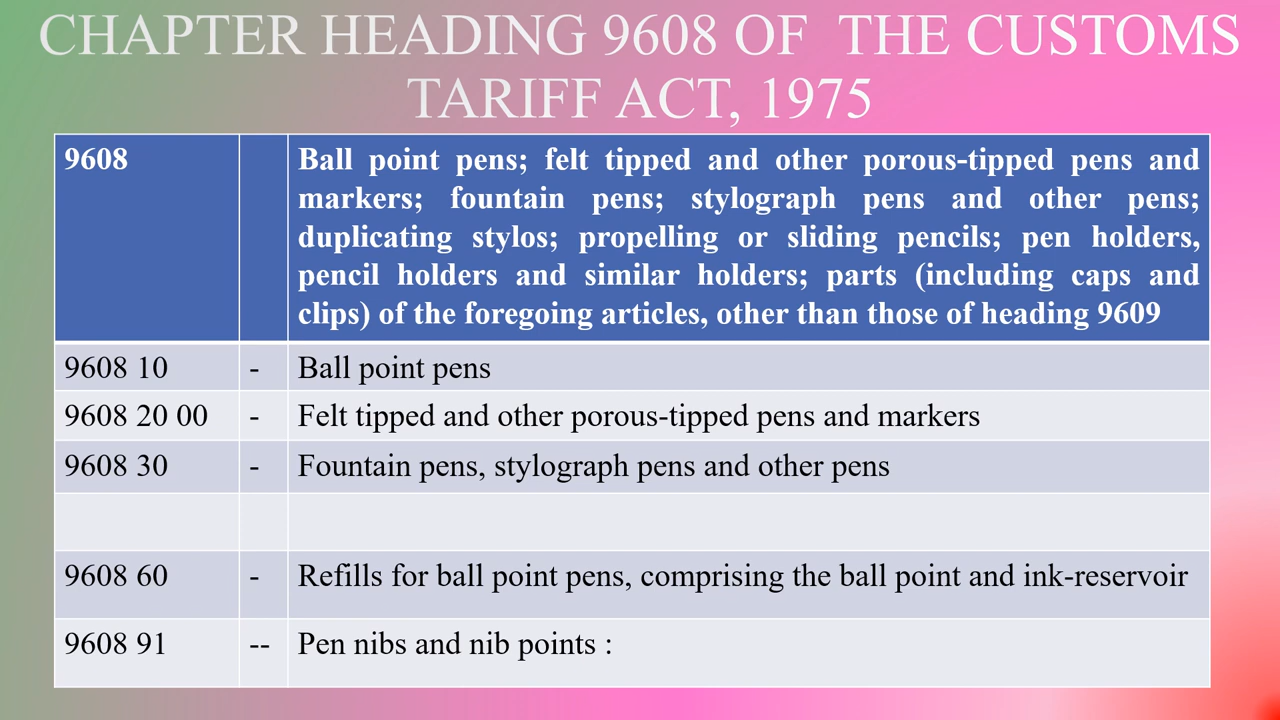 CHAPTER HEADING 9608 OF THE CUSTOMS
TARIFF ACT, 1975
9608
Ball point pens; felt tipped and other porous-tipped pens and
markers; fountain pens; stylograph pens and other pens;
duplicating stylos; propelling or sliding pencils; pen holders,
pencil holders and similar holders; parts (including caps and
clips) of the foregoing articles, other than those of heading 9609
9608 10 - Ball point pens
9608 20 00 - Felt tipped and other porous-tipped pens and markers
9608 30 - Fountain pens, stylograph pens and other pens
9608 60 - Refills for ball point pens, comprising the ball point and ink-reservoir
9608 91 -- Pen nibs and nib points :